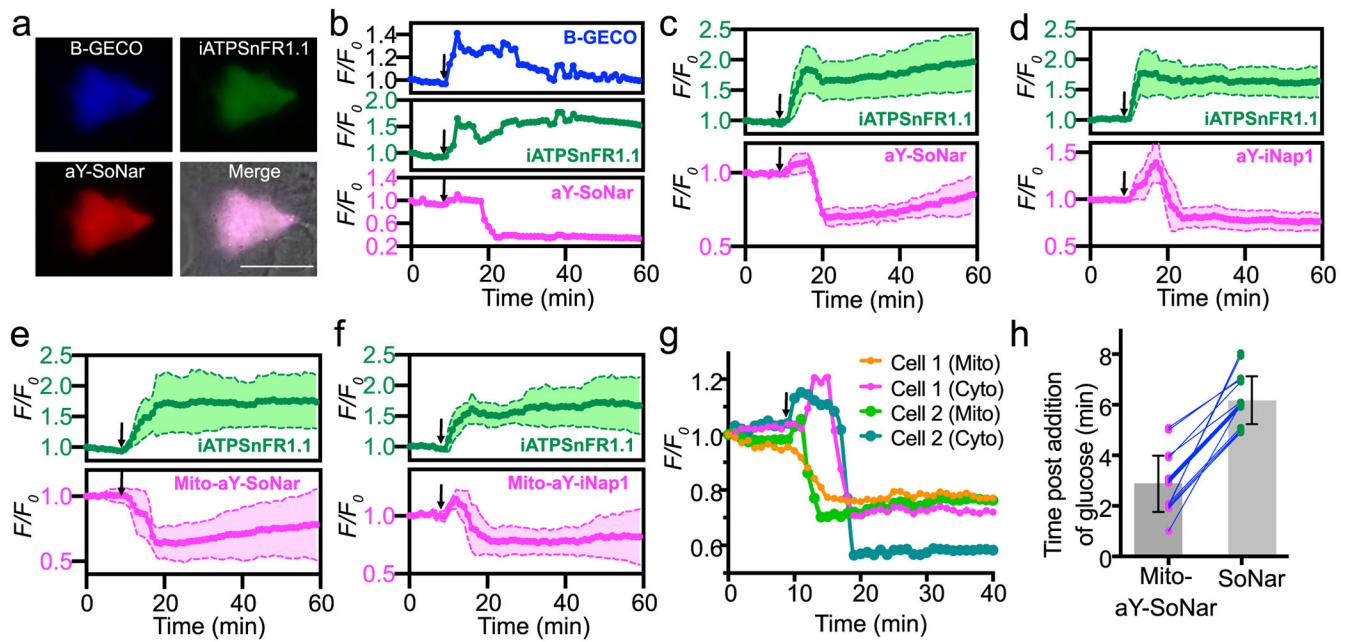 a
B-GECO
iATPSnFR1.1
aY-SoNar
Merge
b
F/F0
1.4
1.2
1.0
B-GECO
F/F0
2.0
1.5
1.0
iATPSnFR1.1
F/F0
1.4
1.0
0.6
0.2
aY-SoNar
0
20
40
60
Time (min)
c
F/F0
2.5
2.0
1.5
1.0
iATPSnFR1.1
F/F0
1.0
0.5
aY-SoNar
0
20
40
60
Time (min)
d
F/F0
2.5
2.0
1.5
1.0
iATPSnFR1.1
F/F0
1.5
1.0
0.5
aY-iNap1
0
20
40
60
Time (min)
e
F/F0
2.5
2.0
1.5
1.0
iATPSnFR1.1
F/F0
1.0
0.5
Mito-aY-SoNar
0
20
40
60
Time (min)
f
F/F0
2.5
2.0
1.5
1.0
iATPSnFR1.1
F/F0
1.5
1.0
0.5
Mito-aY-iNap1
0
20
40
60
Time (min)
g
F/F0
1.2
1.0
0.8
0.6
Cell 1 (Mito)
Cell 1 (Cyto)
Cell 2 (Mito)
Cell 2 (Cyto)
0
10
20
30
40
Time (min)
h
Time post addition
of glucose (min)
8
6
4
2
0
Mito-
aY-SoNar
SoNar